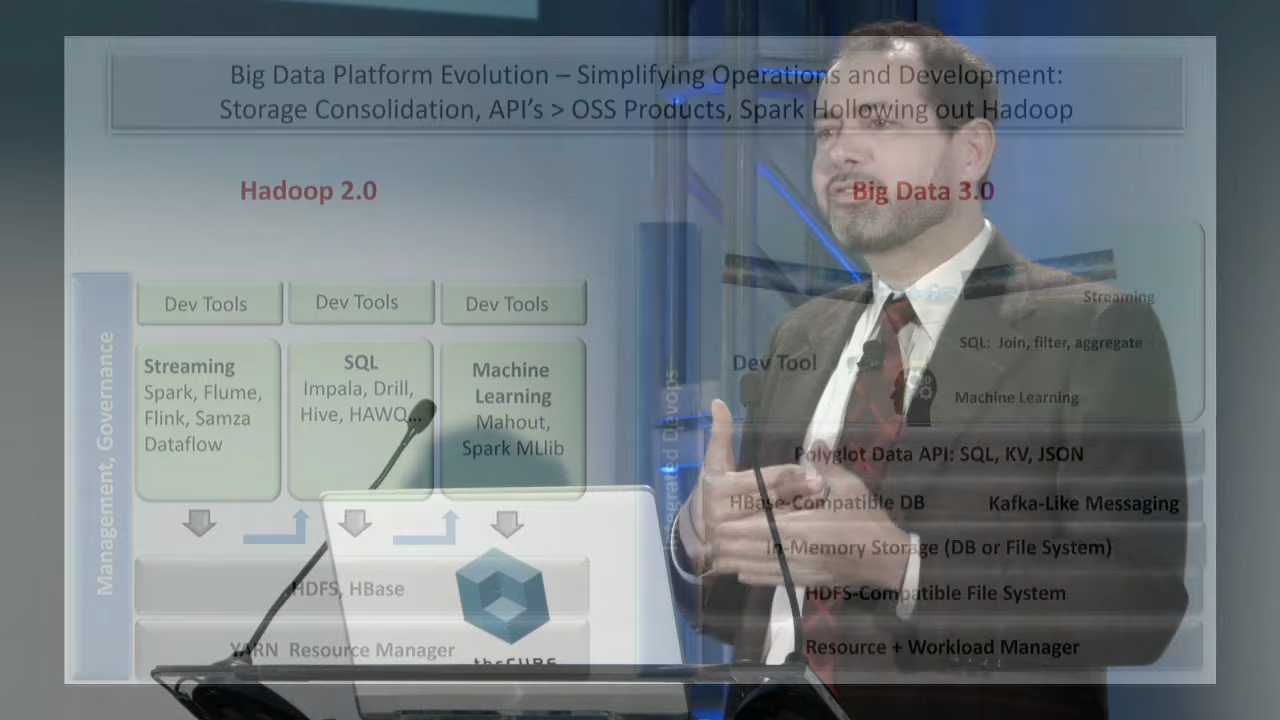 Big Data Platform Evolution – Simplifying Operations and Development:
Storage Consolidation, API's > OSS Products, Spark Hollowing out Hadoop
Hadoop 2.0
Management, Governance
Dev Tools
Dev Tools
Dev Tools
Streaming
Spark, Flume,
Flink, Samza
Dataflow
SQL
Impala, Drill,
Hive, HAWQ...
Machine
Learning
Mahout,
Spark MLlib
HDFS, HBase
YARN Resource Manager
theCUBE
Big Data 3.0
Integrated Devops
Dev Tool
Streaming
SQL: Join, filter, aggregate
Machine Learning
Polyglot Data API: SQL, KV, JSON
HBase-Compatible DB
Kafka-Like Messaging
In-Memory Storage (DB or File System)
HDFS-Compatible File System
Resource + Workload Manager